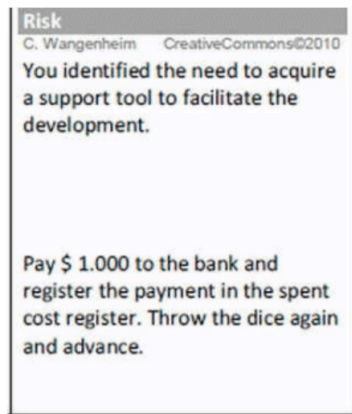 Risk
C. Wangenheim CreativeCommons©2010
You identified the need to acquire
a support tool to facilitate the
development.
Pay $ 1.000 to the bank and
register the payment in the spent
cost register. Throw the dice again
and advance.